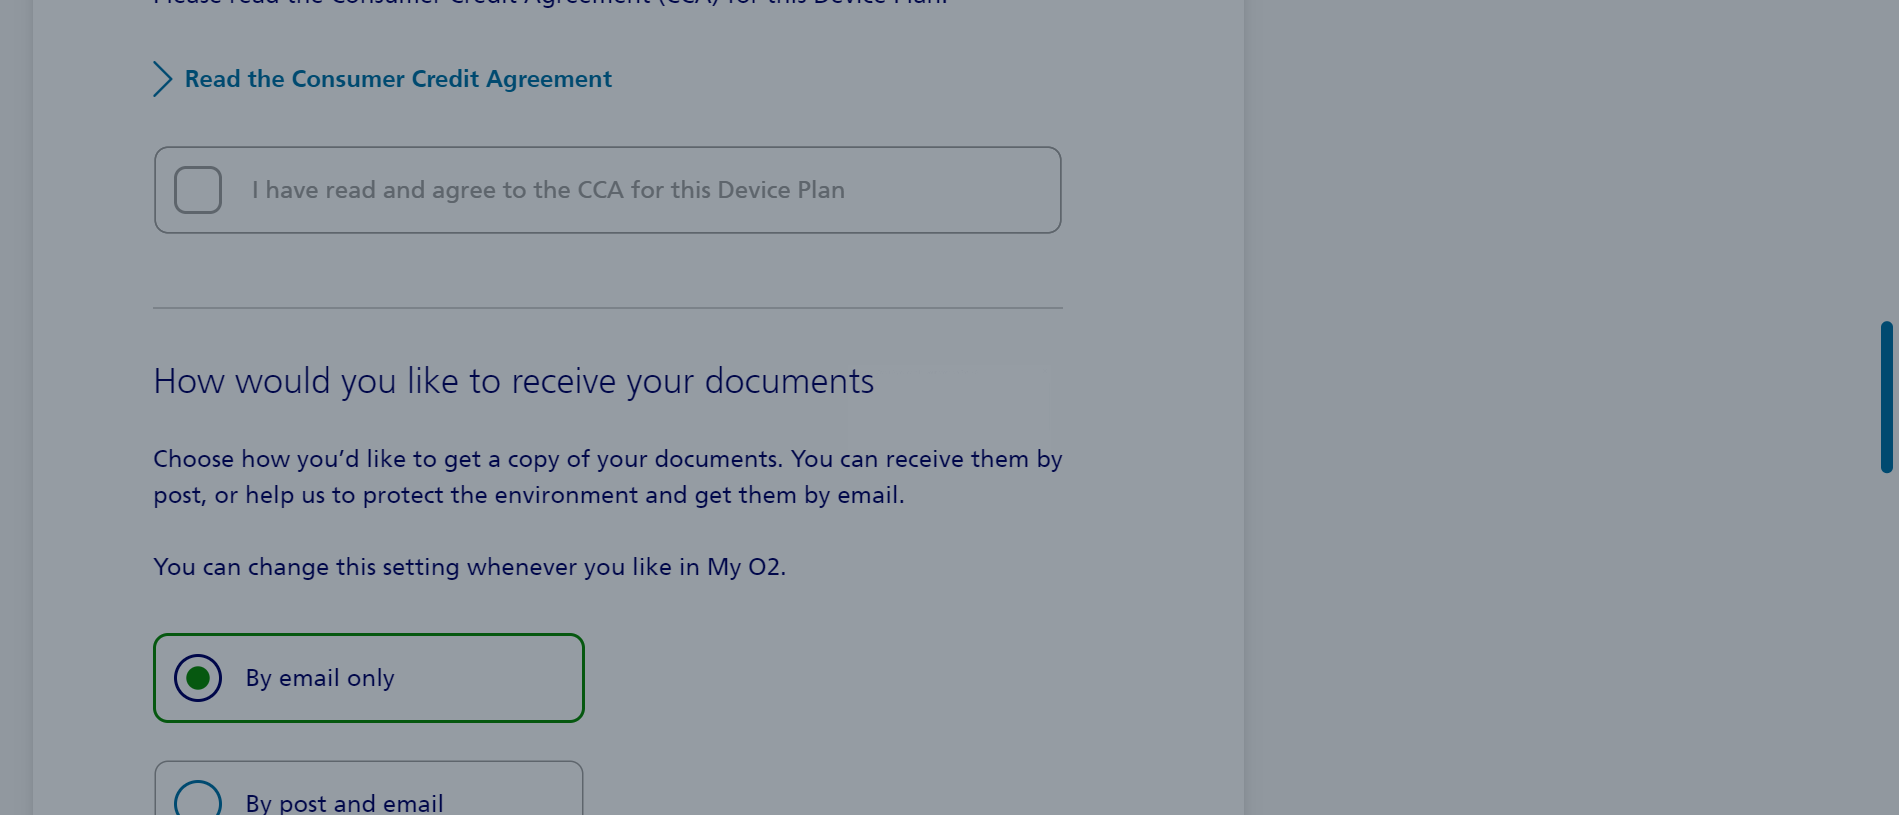 Please read the Consumer Credit Agreement (CCA) for this Device Plan.
Read the Consumer Credit Agreement
I have read and agree to the CCA for this Device Plan
How would you like to receive your documents
Choose how you’d like to get a copy of your documents. You can receive them by
post, or help us to protect the environment and get them by email.
You can change this setting whenever you like in My O2.
By email only
By post and email